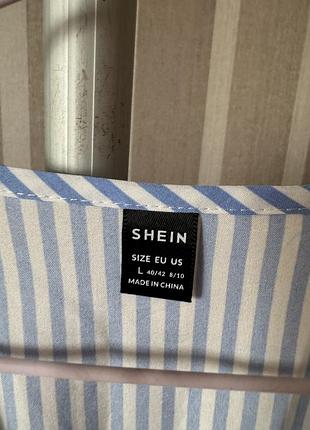 SHEIN
SIZE EU US
L 40/42 8/10
MADE IN CHINA